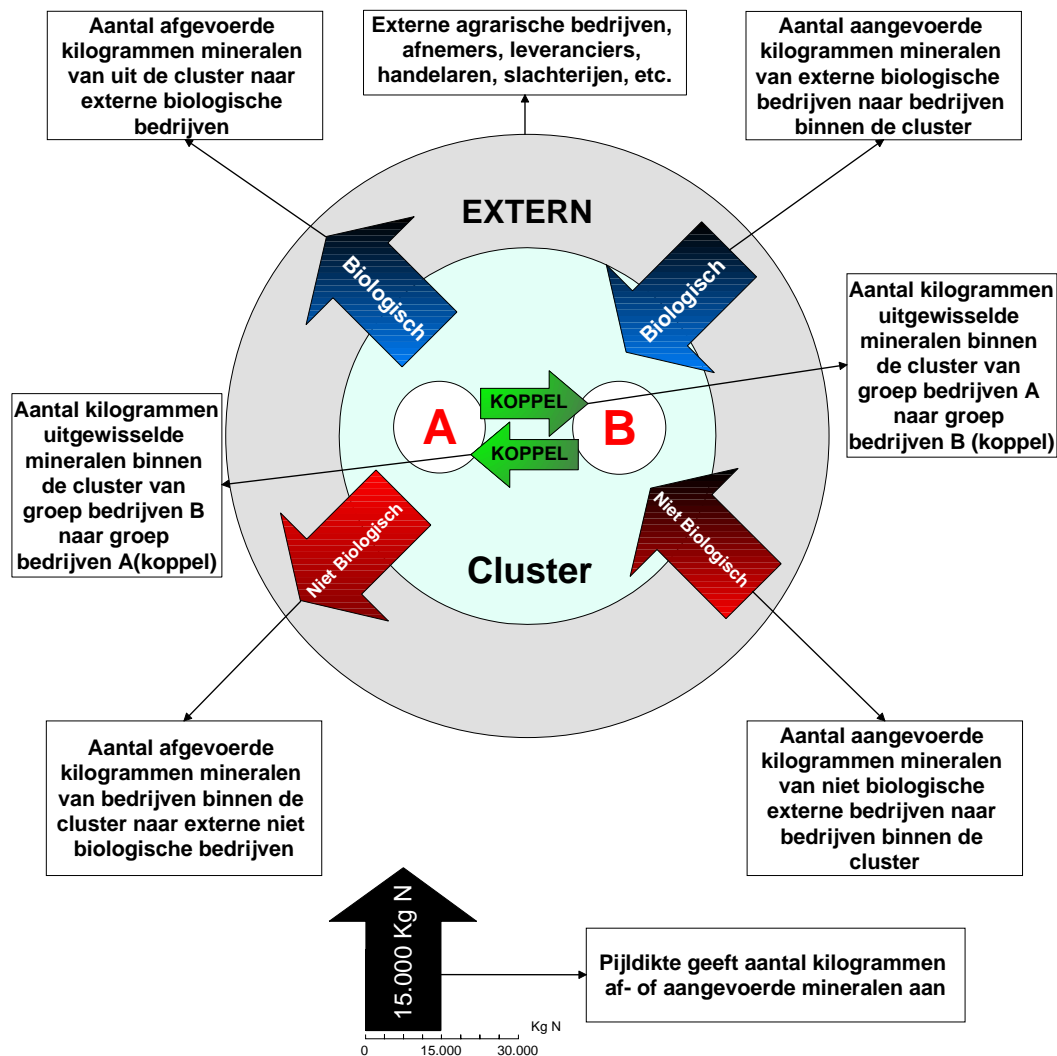 Aantal afgevoerde
kilogrammen mineralen
van uit de cluster naar
externe biologische
bedrijven
Externe agrarische bedrijven,
afnemers, leveranciers,
handelaren, slachterijen, etc.
Aantal aangevoerde
kilogrammen mineralen
van externe biologische
bedrijven naar bedrijven
binnen de cluster
EXTERN
Biologisch
Biologisch
Aantal kilogrammen
uitgewisselde
mineralen binnen
de cluster van
groep bedrijven A
naar groep
bedrijven B (koppel)
Aantal kilogrammen
uitgewisselde
mineralen binnen
de cluster van
groep bedrijven B
naar groep
bedrijven A(koppel)
A
KOPPEL
KOPPEL
B
Niet Biologisch
Niet Biologisch
Cluster
Aantal afgevoerde
kilogrammen mineralen
van bedrijven binnen de
cluster naar externe niet
biologische bedrijven
Aantal aangevoerde
kilogrammen mineralen
van niet biologische
externe bedrijven naar
bedrijven binnen de
cluster
15.000 Kg N
Pijldikte geeft aantal kilogrammen
af- of aangevoerde mineralen aan
Kg N
0 15.000 30.000